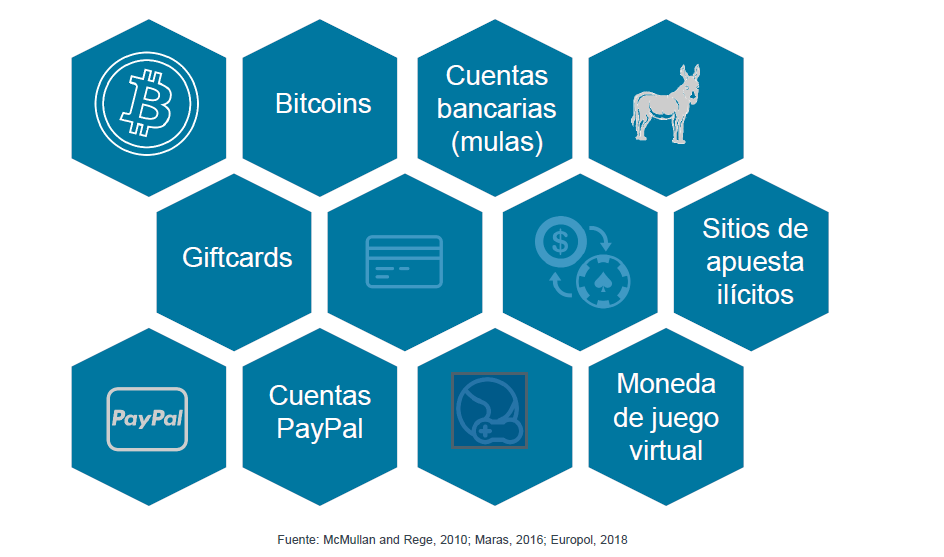 Bitcoins
Cuentas
bancarias
(mulas)
Giftcards
$
Sitios de
apuesta
ilícitos
PayPal
Cuentas
PayPal
Moneda
de juego
virtual
Fuente: McMullan and Rege, 2010; Maras, 2016; Europol, 2018